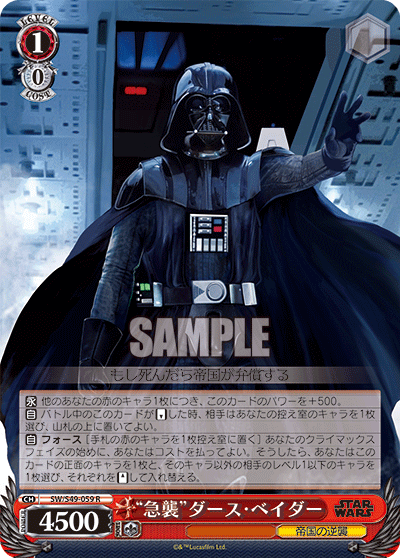 LEVEL
1
0
COST
A
SAMPLE
もし死んだら帝国が弁償する
永 他のあなたの赤のキャラ1枚につき、このカードのパワーを+500。
自 バトル中のこのカードが した時、相手はあなたの控え室のキャラを1枚
選び、山札の上に置いてよい。
自 フォース［手札の赤のキャラを1枚控え室に置く］あなたのクライマックス
フェイズの始めに、あなたはコストを払ってよい。そうしたら、あなたはこの
カードの正面のキャラを1枚と、その他の相手のレベル1以下のキャラを1枚
選び、それぞれを した位置に入れ替える。
CH SW/S49-059 R
4500
POWER
“急襲”ダース・ベイダー
STAR
WARS
帝国の逆襲
©&™Lucasfilm Ltd.